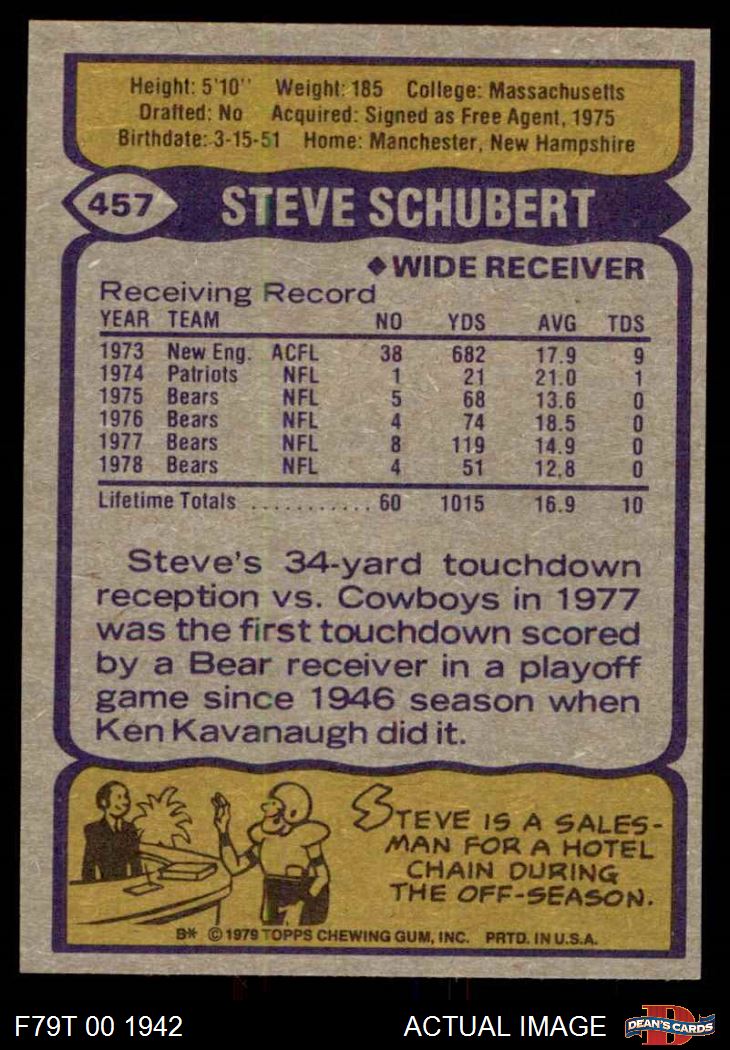 Height: 5'10'' Weight: 185 College: Massachusetts
Drafted: No Acquired: Signed as Free Agent, 1975
Birthdate: 3-15-51 Home: Manchester, New Hampshire
457 STEVE SCHUBERT
◆WIDE RECEIVER
Receiving Record
YEAR TEAM NO YDS AVG TDS
1973 New Eng. ACFL 38 682 17.9 9
1974 Patriots NFL 1 21 21.0 1
1975 Bears NFL 5 68 13.6 0
1976 Bears NFL 4 74 18.5 0
1977 Bears NFL 8 119 14.9 0
1978 Bears NFL 4 51 12.8 0
Lifetime Totals ........... 60 1015 16.9 10
Steve's 34-yard touchdown
reception vs. Cowboys in 1977
was the first touchdown scored
by a Bear receiver in a playoff
game since 1946 season when
Ken Kavanaugh did it.
STEVE IS A SALES-
MAN FOR A HOTEL
CHAIN DURING
THE OFF-SEASON.
B* © 1979 TOPPS CHEWING GUM, INC. PRTD. IN U.S.A.
F79T 00 1942 ACTUAL IMAGE D DEAN'S CARDS